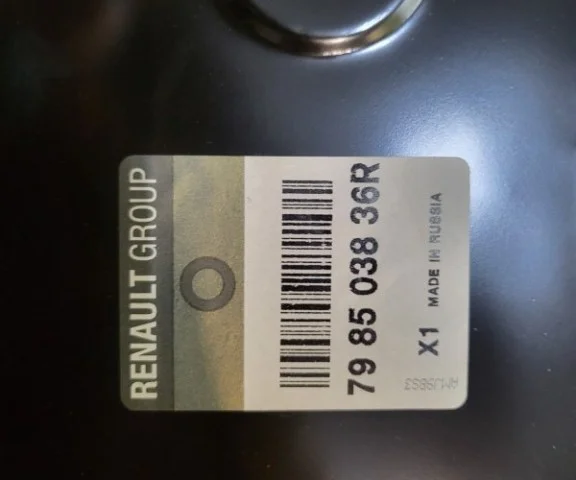 RENAULT GROUP
79 85 038 36R
X1 MADE IN RUSSIA